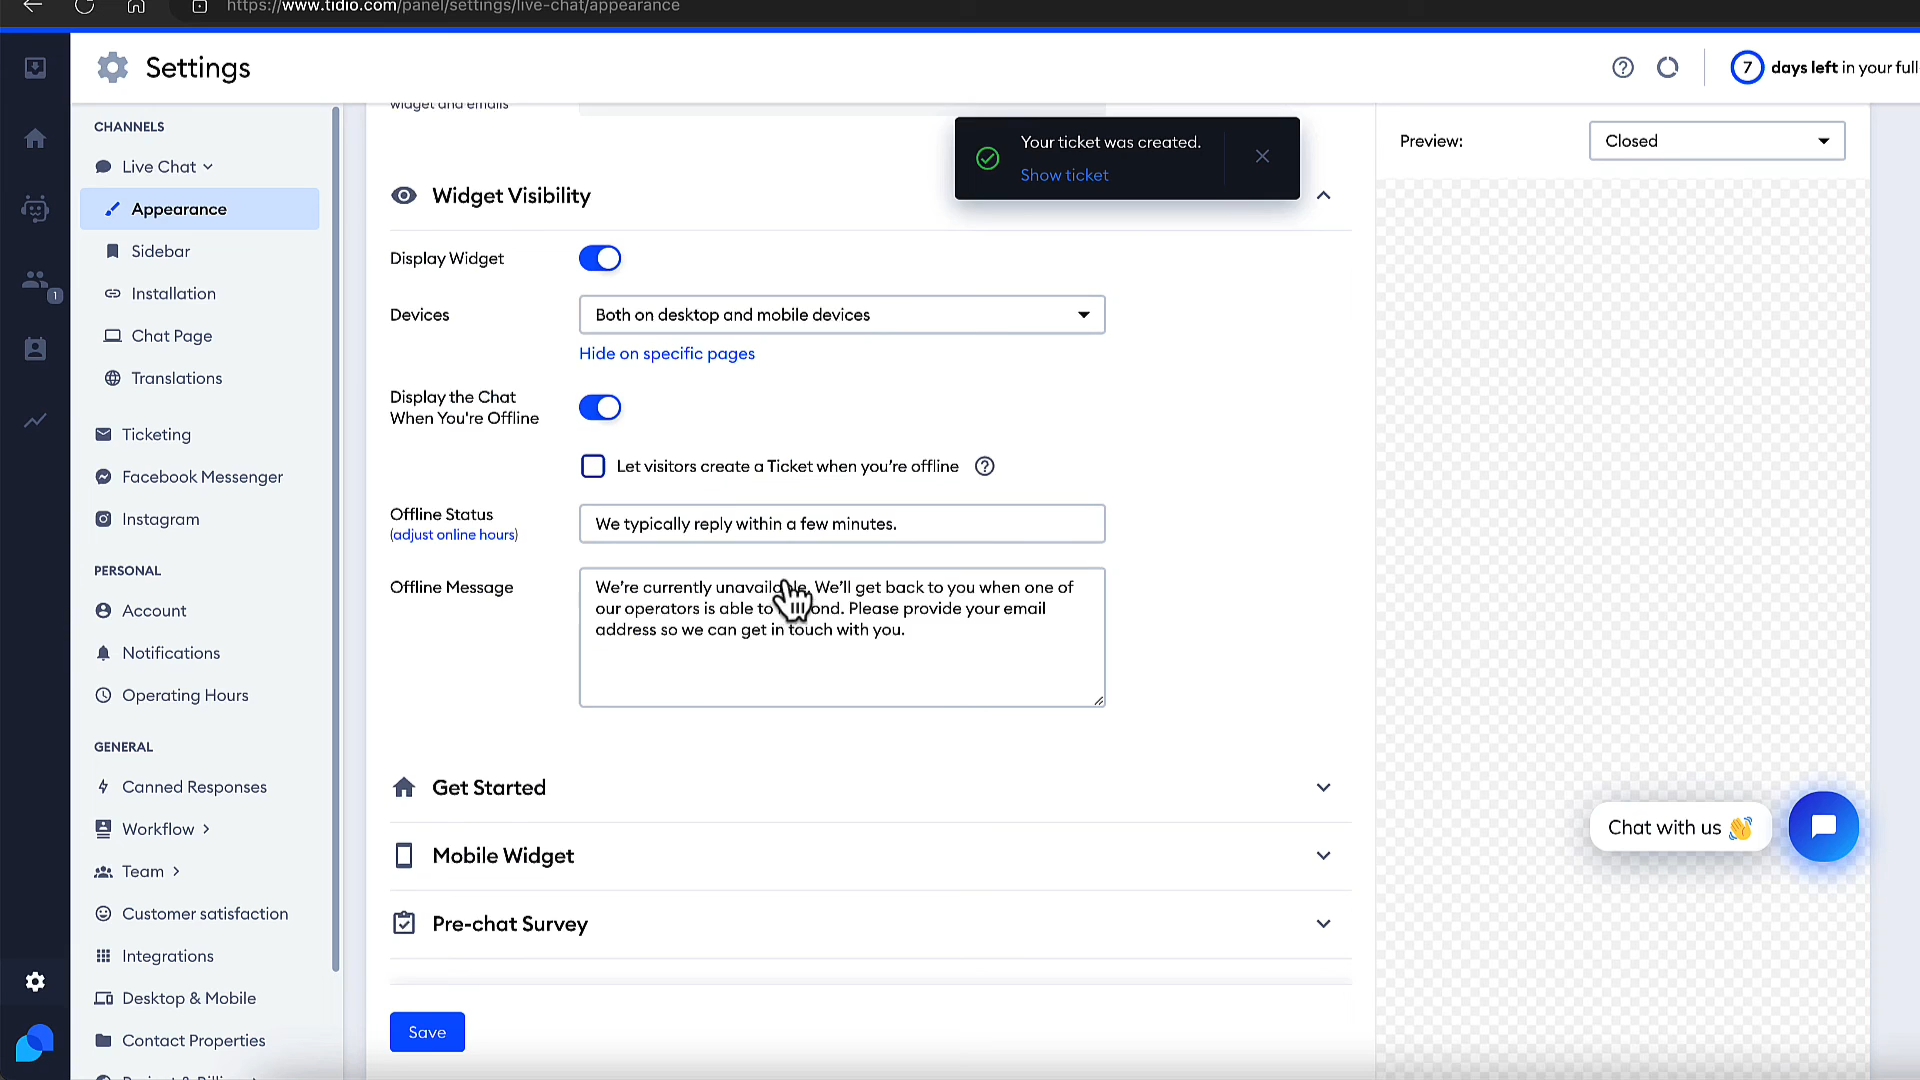 https://www.tidio.com/panel/settings/live-chat/appearance
Settings
7 days left in your full
CHANNELS
Live Chat
Appearance
Sidebar
Installation
Chat Page
Translations
Ticketing
Facebook Messenger
Instagram
PERSONAL
Account
Notifications
Operating Hours
GENERAL
Canned Responses
Workflow
Team
Customer satisfaction
Integrations
Desktop & Mobile
Contact Properties
1
widget and emails
Your ticket was created.
Show ticket
Widget Visibility
Display Widget
Devices
Both on desktop and mobile devices
Hide on specific pages
Display the Chat
When You're Offline
Let visitors create a Ticket when you're offline
Offline Status
(adjust online hours)
We typically reply within a few minutes.
Offline Message
We're currently unavailable. We'll get back to you when one of
our operators is able to respond. Please provide your email
address so we can get in touch with you.
Get Started
Mobile Widget
Pre-chat Survey
Save
Preview:
Closed
Chat with us 👋